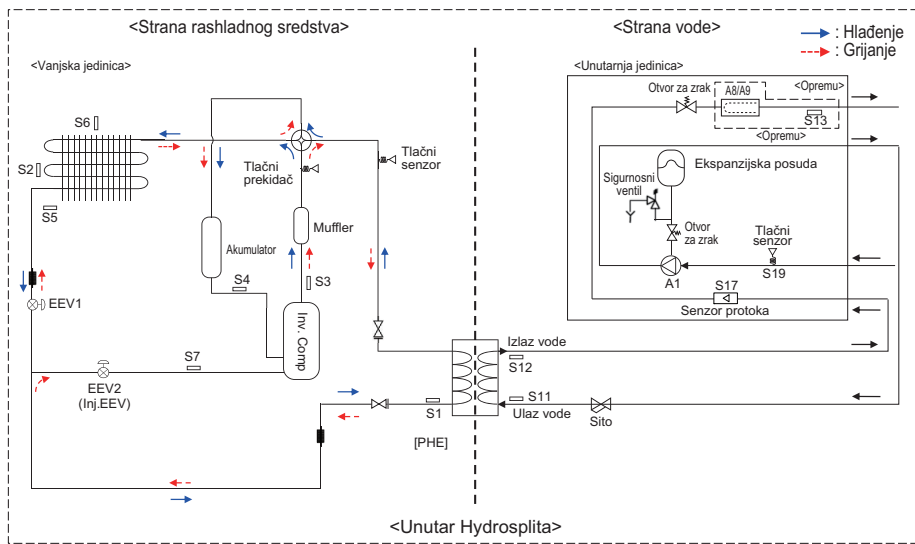 <Strana rashladnog sredstva>
<Strana vode>
: Hlađenje
: Grijanje
<Vanjska jedinica>
<Unutarnja jedinica>
Otvor za zrak
A8/A9
<Opremu>
S13
<Opremu>
S6
S2
S5
Tlačni
prekidač
Tlačni
senzor
Ekspanzijska posuda
Sigurnosni
ventil
Otvor
za zrak
Tlačni
senzor
S19
A1
S17
Senzor protoka
Muffler
Akumulator
S4
S3
EEV1
Inv. Comp
S7
EEV2
(Inj.EEV)
Izlaz vode
S12
S11
Ulaz vode
S1
Sito
[PHE]
<Unutar Hydrosplita>